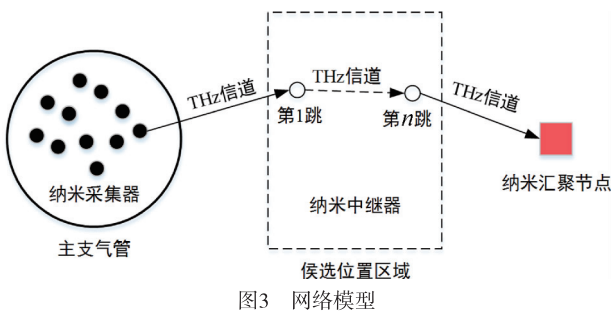 THz信道
THz信道
THz信道
第1跳
第n跳
纳米采集器
纳米中继器
纳米汇聚节点
主支气管
候选位置区域
图3 网络模型